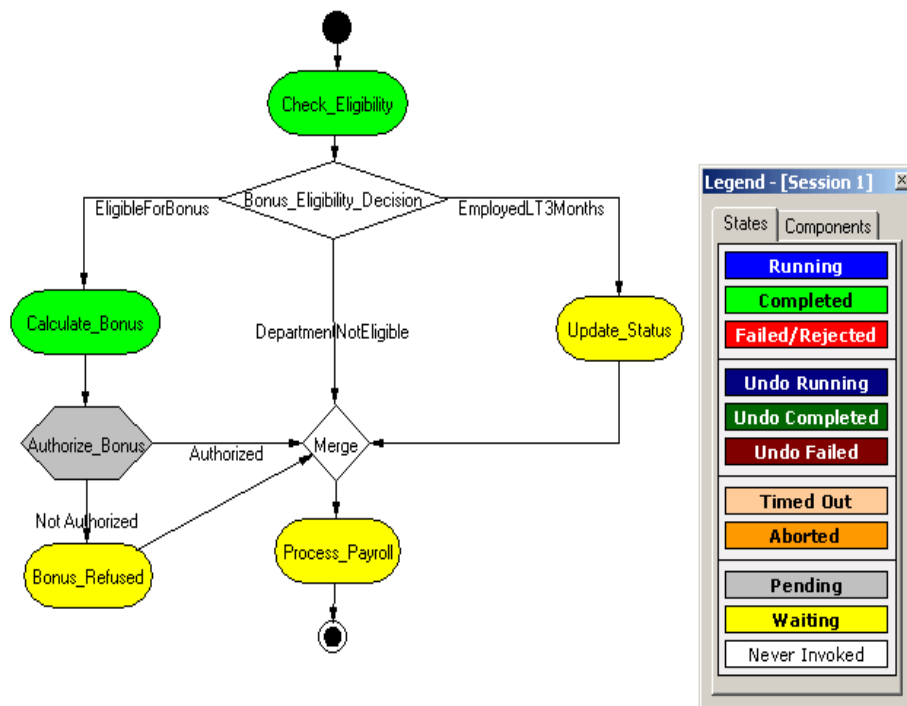 Check_Eligibility
Bonus_Eligibility_Decision
EligibleForBonus
EmployedLT3Months
Calculate_Bonus
DepartmentNotEligible
Update_Status
Authorize_Bonus
Authorized
Merge
Not Authorized
Bonus_Refused
Process_Payroll
Legend - [Session 1]
States
Components
Running
Completed
Failed/Rejected
Undo Running
Undo Completed
Undo Failed
Timed Out
Aborted
Pending
Waiting
Never Invoked